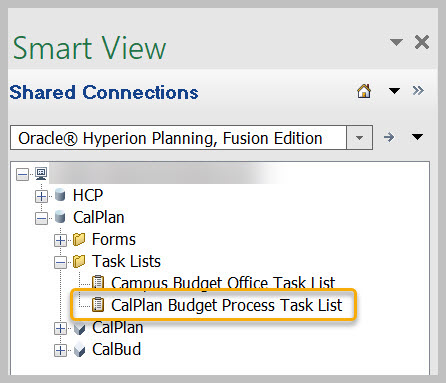 Smart View
Shared Connections
Oracle® Hyperion Planning, Fusion Edition
HCP
CalPlan
Forms
Task Lists
Campus Budget Office Task List
CalPlan Budget Process Task List
CalPlan
CalBud